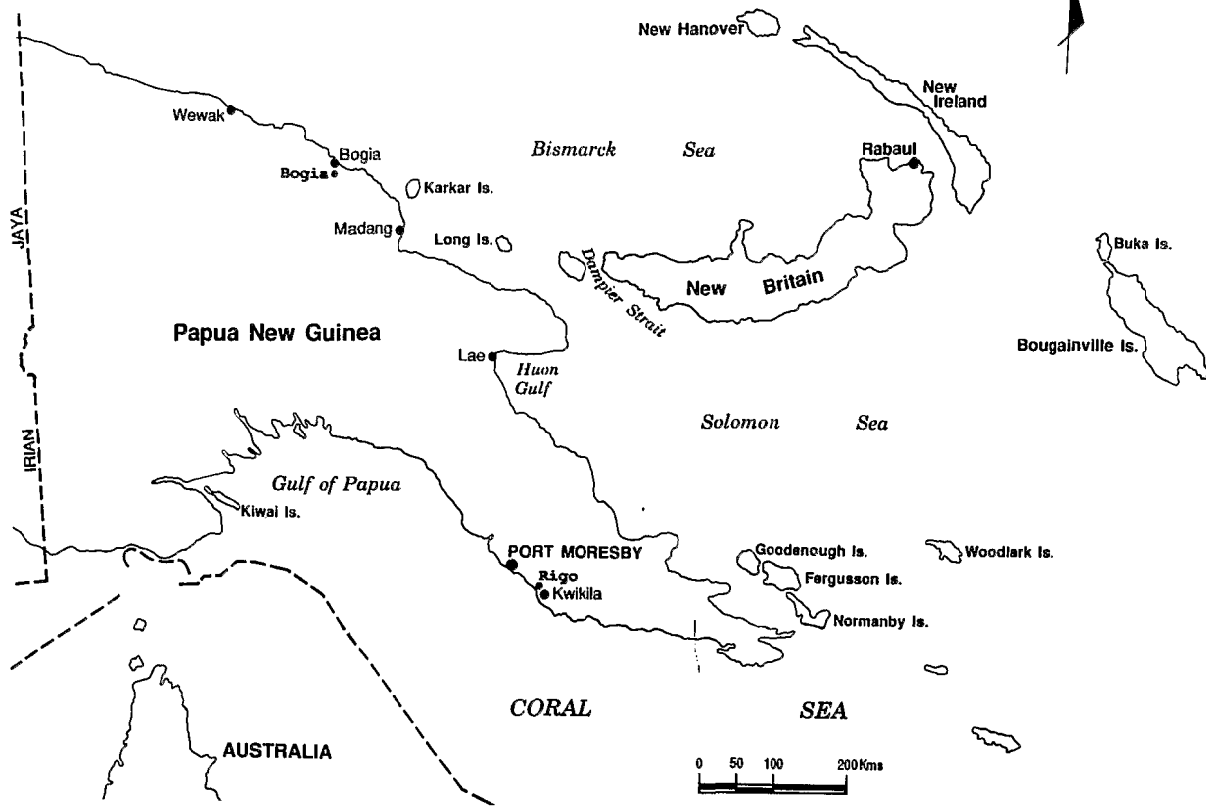 New Hanover
New
Ireland
Wewak
Bismarck Sea
Rabaul
Bogia
Bogia
Karkar Is.
Madang
Long Is.
Dampier Strait
New Britain
Buka Is.
JAYA
Papua New Guinea
Bougainville Is.
Lae
Huon
Gulf
Solomon Sea
IRIAN
Gulf of Papua
Kiwai Is.
PORT MORESBY
Goodenough Is.
Woodlark Is.
Rigo
Fergusson Is.
Kwikila
Normanby Is.
CORAL SEA
AUSTRALIA
0 50 100 200 Kms